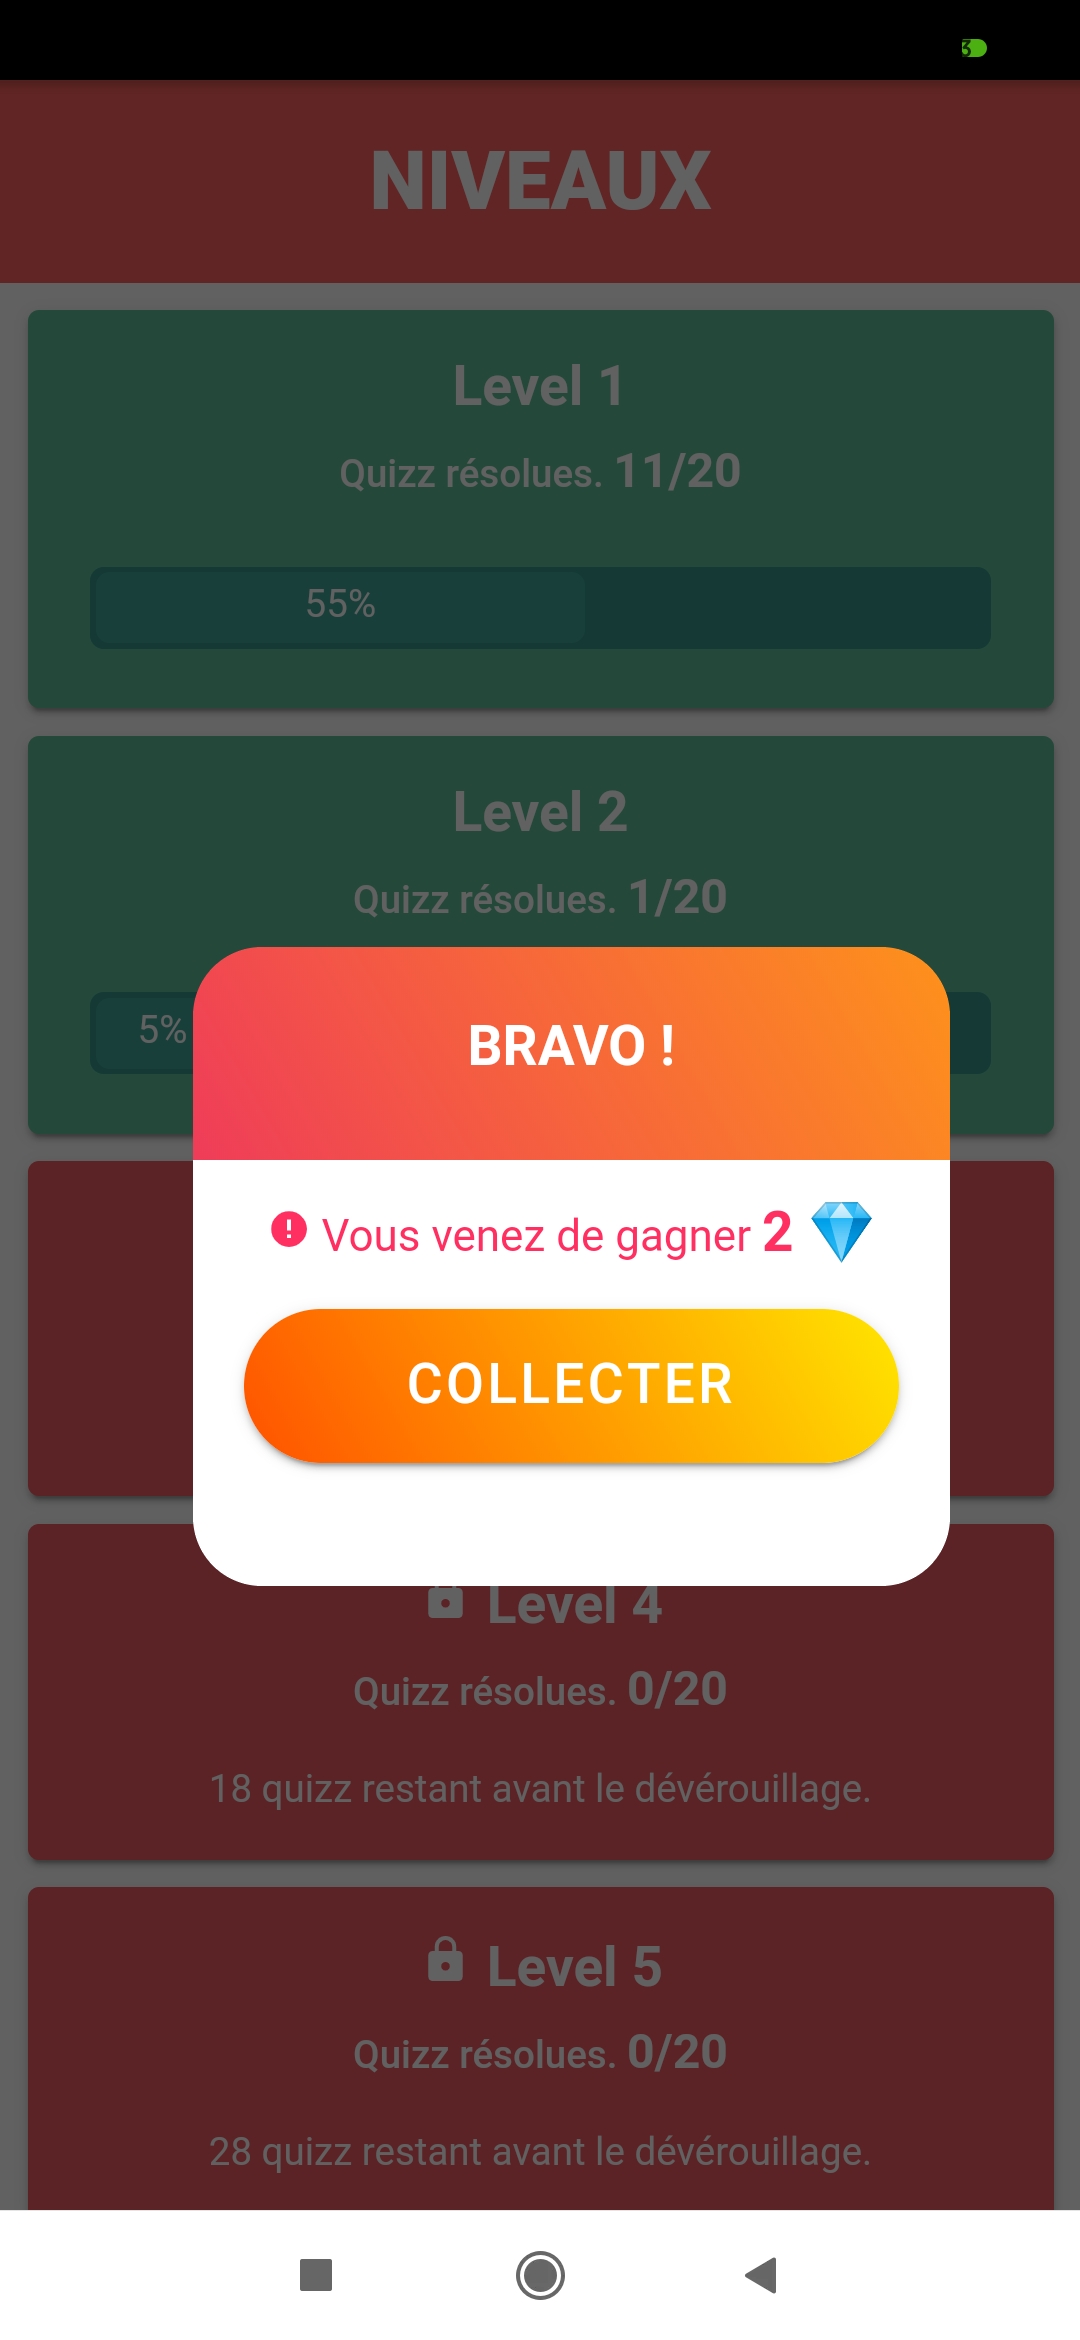 NIVEAUX
Level 1
Quizz résolues. 11/20
55%
Level 2
Quizz résolues. 1/20
5%
BRAVO !
Vous venez de gagner 2
COLLECTER
Level 4
Quizz résolues. 0/20
18 quizz restant avant le dévérouillage.
Level 5
Quizz résolues. 0/20
28 quizz restant avant le dévérouillage.